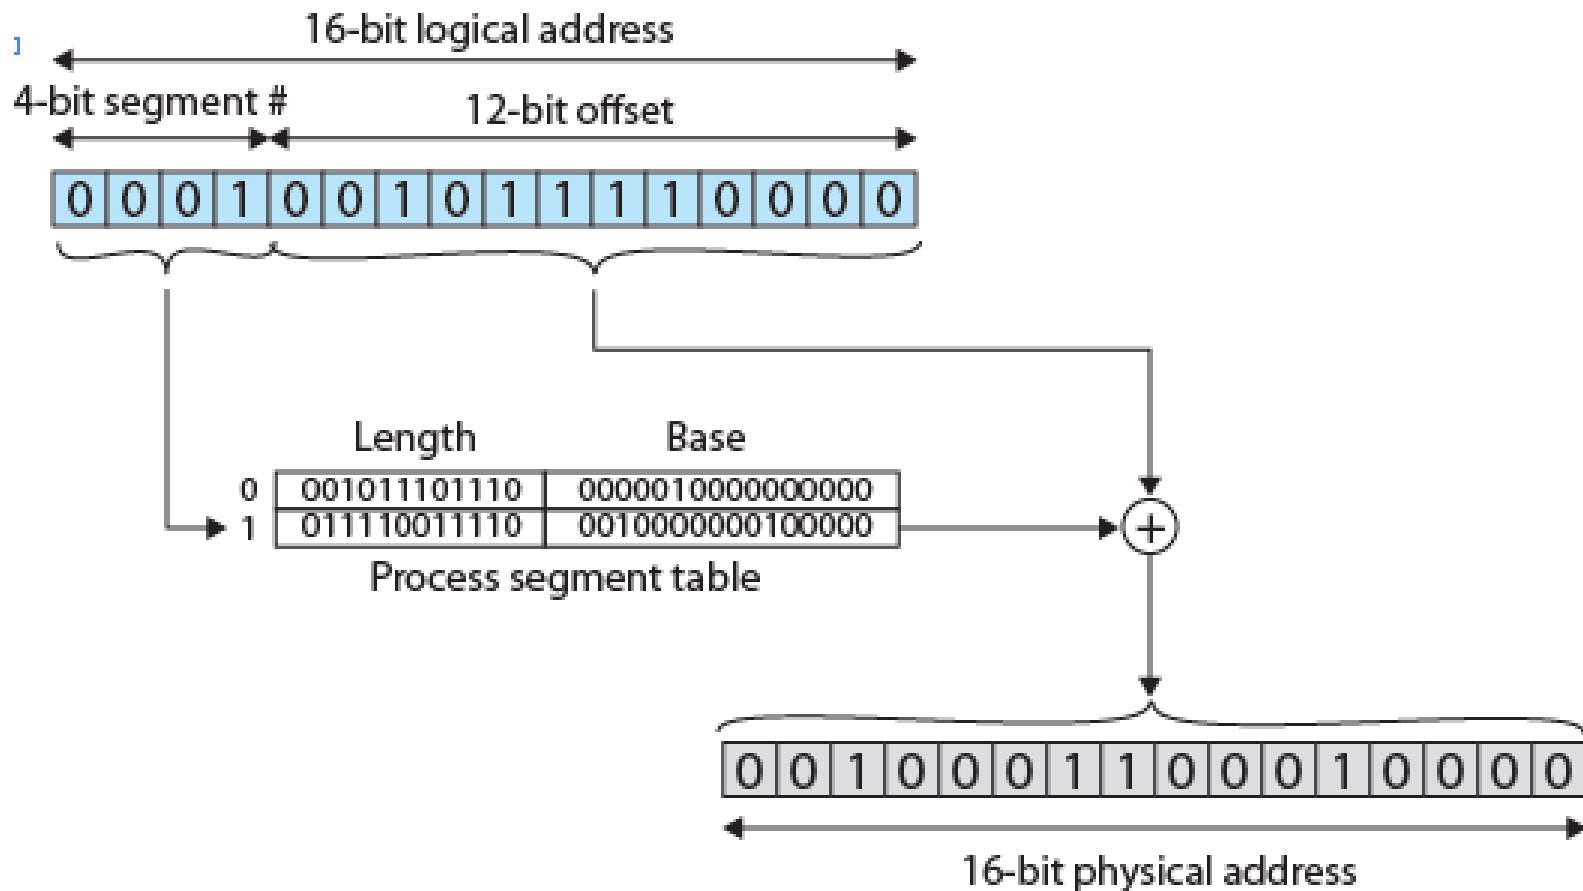 16-bit logical address
4-bit segment # 12-bit offset
0 0 0 1 0 0 1 0 1 1 1 1 0 0 0 0
Length Base
0 001011101110 0000010000000000
1 011110011110 0010000000100000
+
Process segment table
0 0 1 0 0 0 1 1 0 0 0 1 0 0 0 0
16-bit physical address